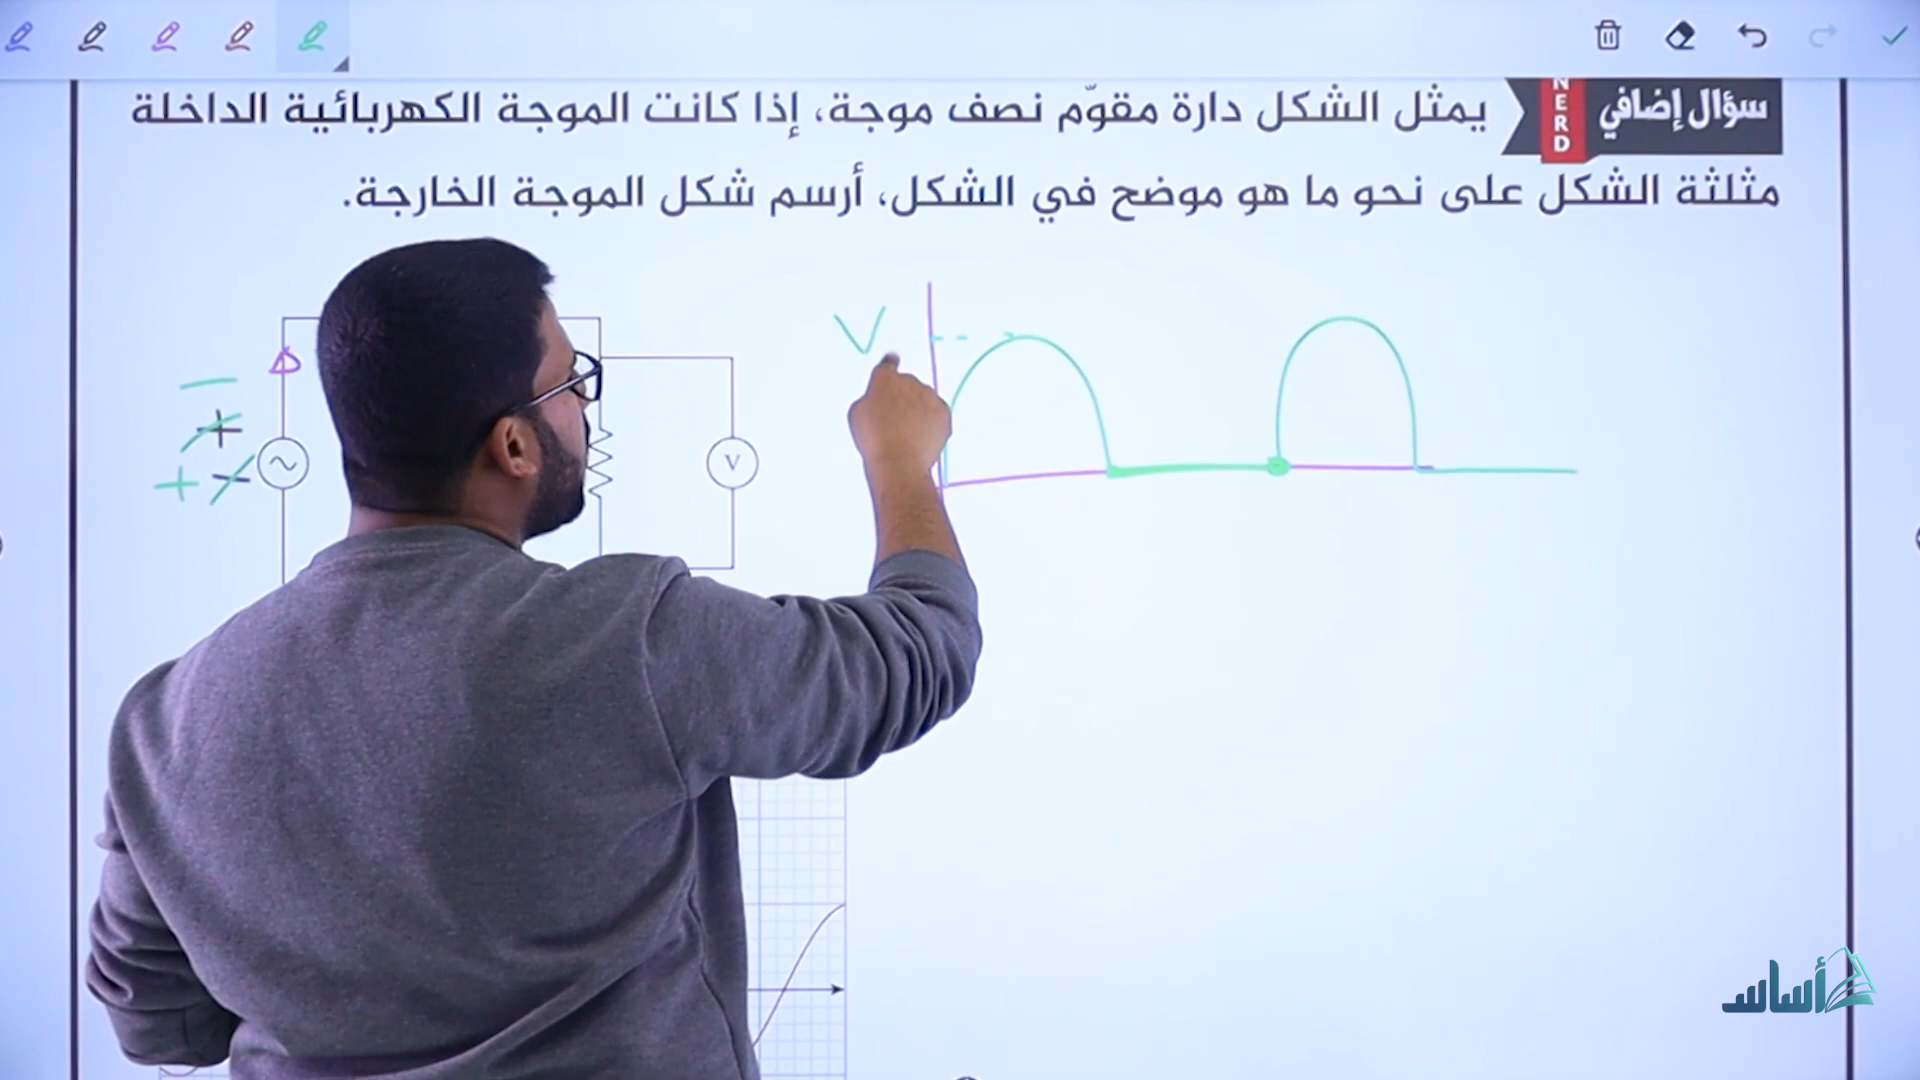 سؤال إضافي
NERD
يمثل الشكل دارة مقوّم نصف موجة، إذا كانت الموجة الكهربائية الداخلة
مثلثة الشكل على نحو ما هو موضح في الشكل، أرسم شكل الموجة الخارجة.
V
−
+
+ −
V
أساس